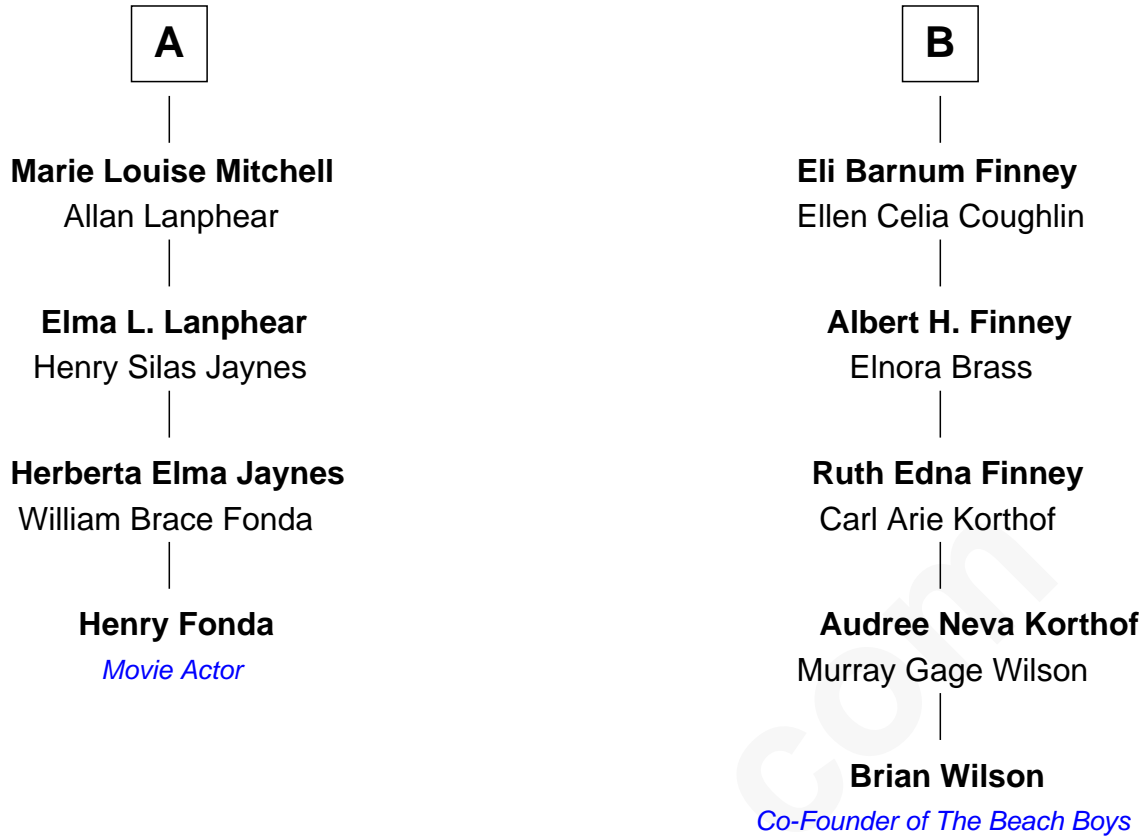 A
Marie Louise Mitchell
Allan Lanphear
Elma L. Lanphear
Henry Silas Jaynes
Herberta Elma Jaynes
William Brace Fonda
Henry Fonda
Movie Actor
B
Eli Barnum Finney
Ellen Celia Coughlin
Albert H. Finney
Elnora Brass
Ruth Edna Finney
Carl Arie Korthof
Audree Neva Korthof
Murray Gage Wilson
Brian Wilson
Co-Founder of The Beach Boys
com